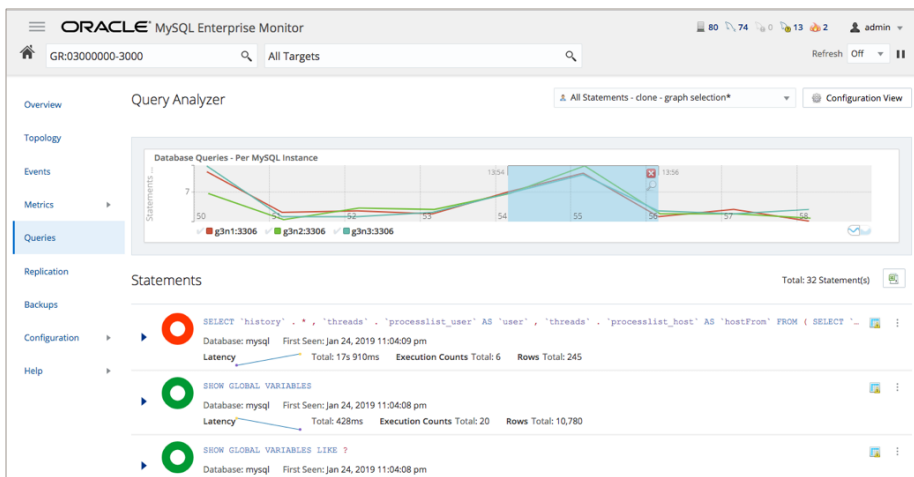 ORACLE MySQL Enterprise Monitor
80 74 0 13 2 admin
GR:03000000-3000 All Targets Refresh Off
Overview
Topology
Events
Metrics
Queries
Replication
Backups
Configuration
Help
Query Analyzer
All Statements - clone - graph selection*
Configuration View
Database Queries - Per MySQL Instance
Statements ...
7
13:54 13:56
50 51 52 53 54 55 56 57 58
g3n1:3306 g3n2:3306 g3n3:3306
Statements
Total: 32 Statement(s)
SELECT `history` . * , `threads` . `processlist_user` AS `user` , `threads` . `processlist_host` AS `hostFrom` FROM ( SELECT `…
Database: mysql First Seen: Jan 24, 2019 11:04:09 pm
Latency Total: 17s 910ms Execution Counts Total: 6 Rows Total: 245
SHOW GLOBAL VARIABLES
Database: mysql First Seen: Jan 24, 2019 11:04:08 pm
Latency Total: 428ms Execution Counts Total: 20 Rows Total: 10,780
SHOW GLOBAL VARIABLES LIKE ?
Database: mysql First Seen: Jan 24, 2019 11:04:08 pm